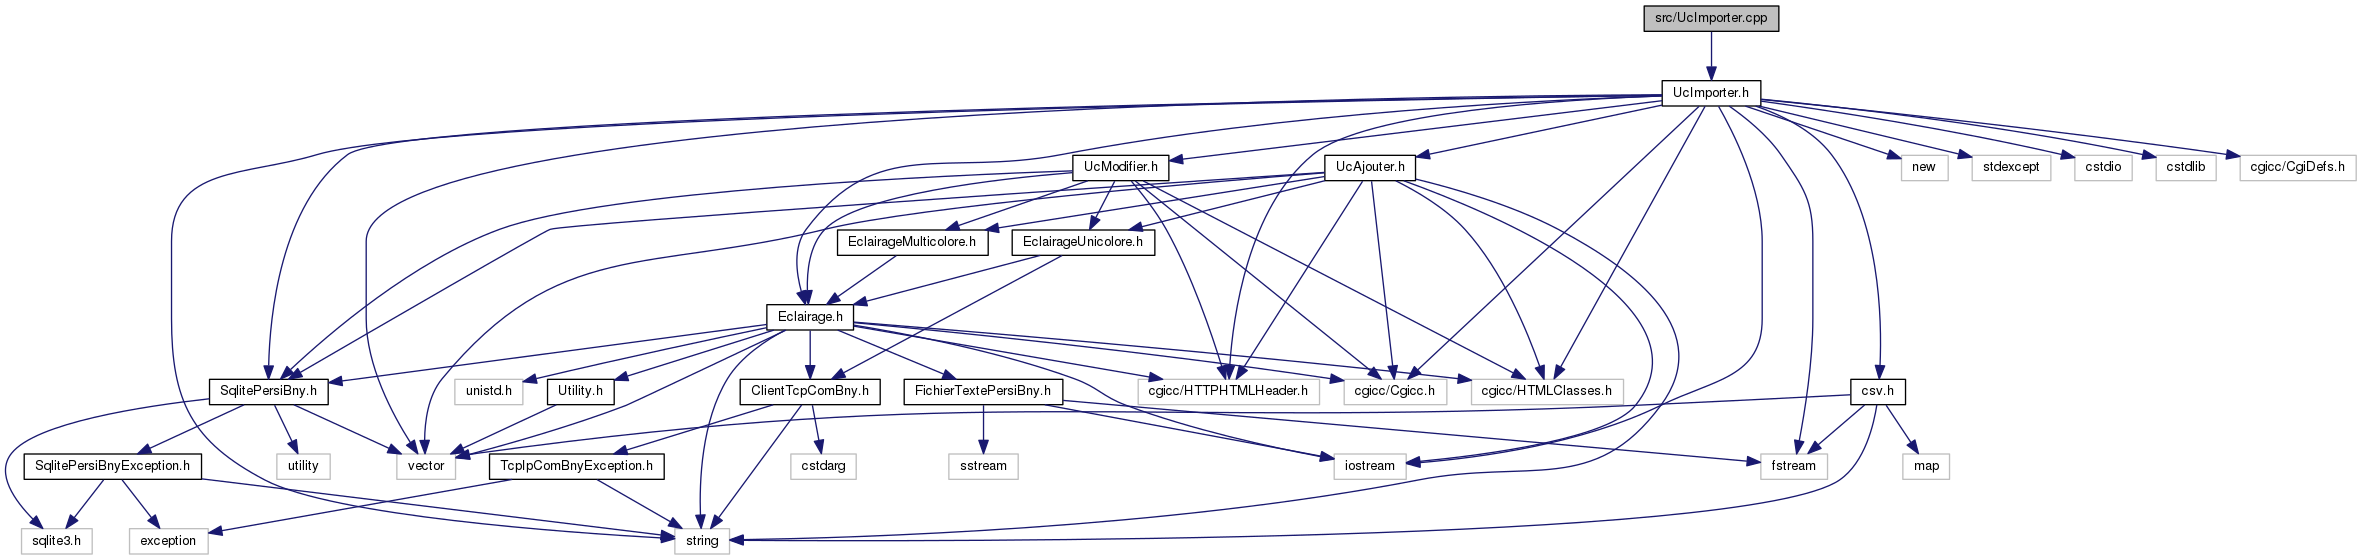 src/UcImporter.cpp
UcImporter.h
UcModifier.h
UcAjouter.h
new
stdexcept
cstdio
cstdlib
cgicc/CgiDefs.h
EclairageMulticolore.h
EclairageUnicolore.h
Eclairage.h
SqlitePersiBny.h
unistd.h
Utility.h
ClientTcpComBny.h
FichierTextePersiBny.h
cgicc/HTTPHTMLHeader.h
cgicc/Cgicc.h
cgicc/HTMLClasses.h
csv.h
SqlitePersiBnyException.h
utility
vector
TcpIpComBnyException.h
cstdarg
sstream
iostream
fstream
map
sqlite3.h
exception
string